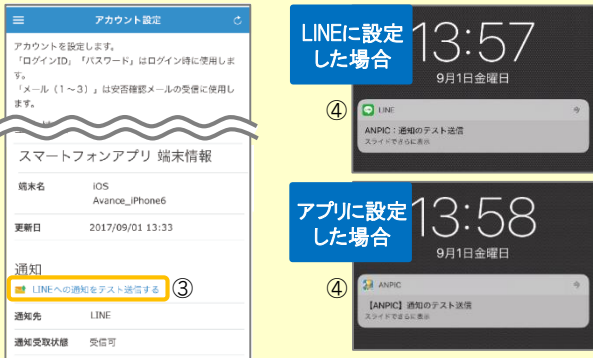 アカウント設定
アカウントを設定します。
「ログインID」「パスワード」はログイン時に使用しま
す。
「メール（1～3）」は安否確認メールの受信に使用し
ます。
スマートフォンアプリ 端末情報
端末名 iOS
Avance_iPhone6
更新日 2017/09/01 13:33
通知
LINEへの通知をテスト送信する ③
通知先 LINE
通知受取状態 受信可
LINEに設定
した場合
13:57
9月1日金曜日
④
LINE 今
ANPIC：通知のテスト送信
スライドでさらに表示
アプリに設定
した場合
13:58
9月1日金曜日
④
ANPIC 今
【ANPIC】通知のテスト送信
スライドでさらに表示